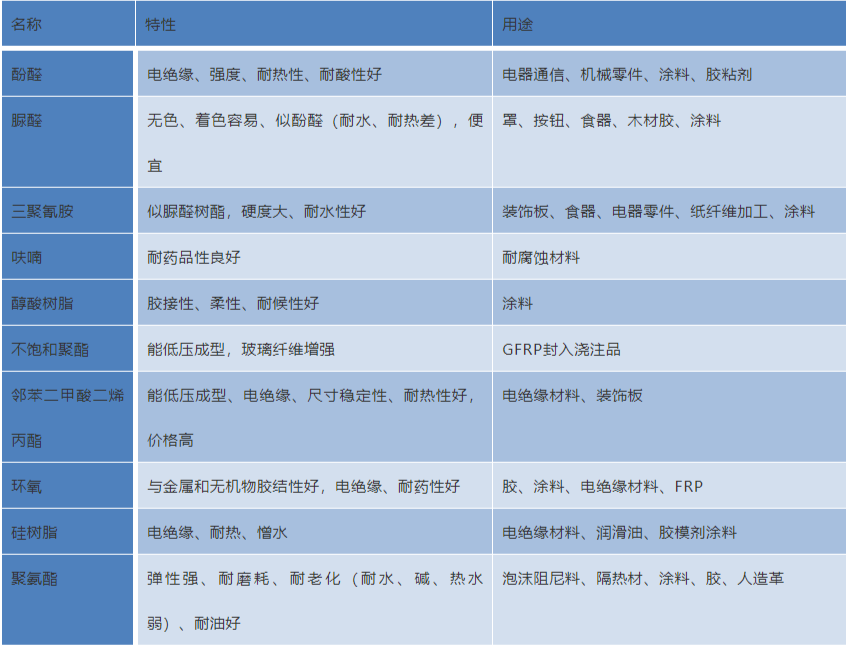 名称 特性 用途
酚醛 电绝缘、强度、耐热性、耐酸性好 电器通信、机械零件、涂料、胶粘剂
脲醛 无色、着色容易、似酚醛（耐水、耐热差），便 罩、按钮、食器、木材胶、涂料
宜
三聚氰胺 似脲醛树酯，硬度大、耐水性好 装饰板、食器、电器零件、纸纤维加工、涂料
呋喃 耐药品性良好 耐腐蚀材料
醇酸树脂 胶接性、柔性、耐候性好 涂料
不饱和聚酯 能低压成型，玻璃纤维增强 GFRP封入浇注品
邻苯二甲酸二烯 能低压成型、电绝缘、尺寸稳定性、耐热性好， 电绝缘材料、装饰板
丙酯 价格高
环氧 与金属和无机物胶结性好，电绝缘、耐药性好 胶、涂料、电绝缘材料、FRP
硅树脂 电绝缘、耐热、憎水 电绝缘材料、润滑油、胶模剂涂料
聚氨酯 弹性强、耐磨耗、耐老化（耐水、碱、热水 泡沫阻尼料、隔热材、涂料、胶、人造革
弱）、耐油好